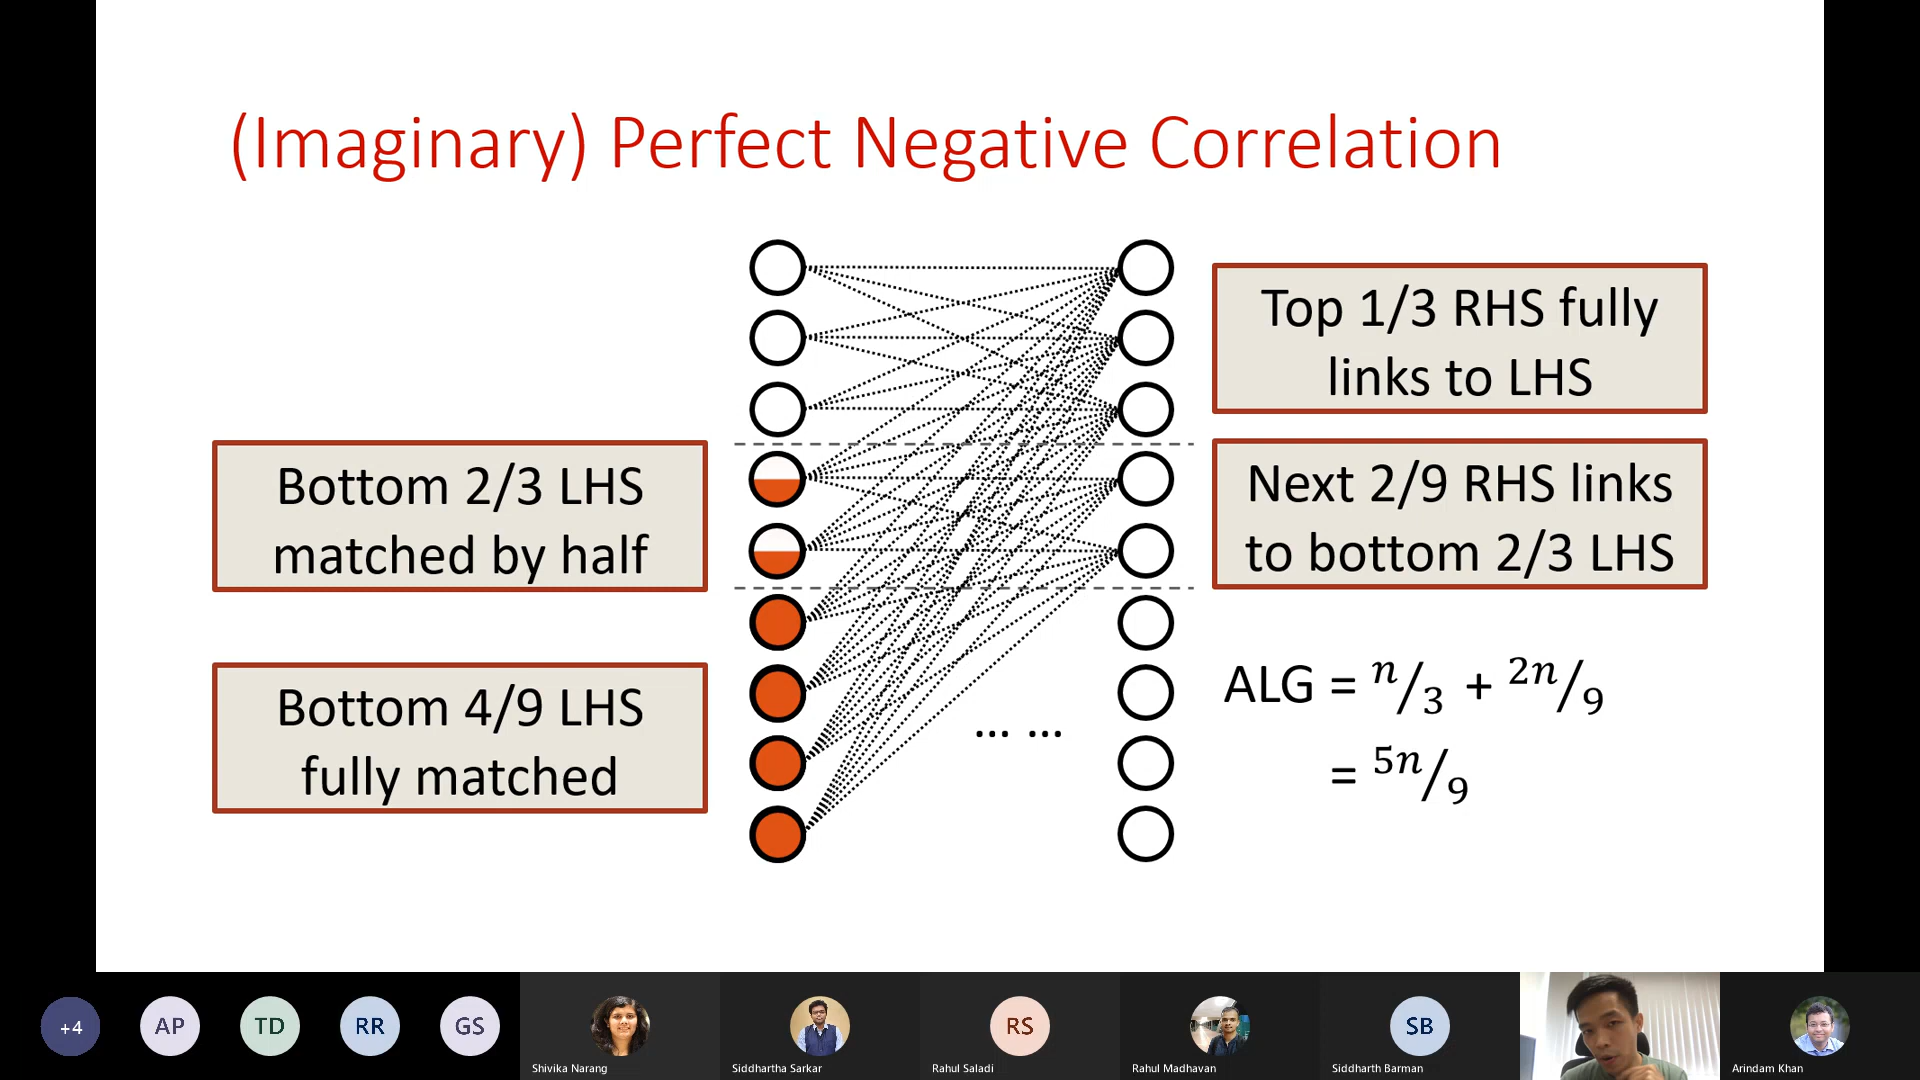 (Imaginary) Perfect Negative Correlation
Top 1/3 RHS fully
links to LHS
Bottom 2/3 LHS
matched by half
Next 2/9 RHS links
to bottom 2/3 LHS
Bottom 4/9 LHS
fully matched
ALG = n/3 + 2n/9
= 5n/9
... ...
+4
AP
TD
RR
GS
RS
SB
Shivika Narang
Siddhartha Sarkar
Rahul Saladi
Rahul Madhavan
Siddharth Barman
Arindam Khan